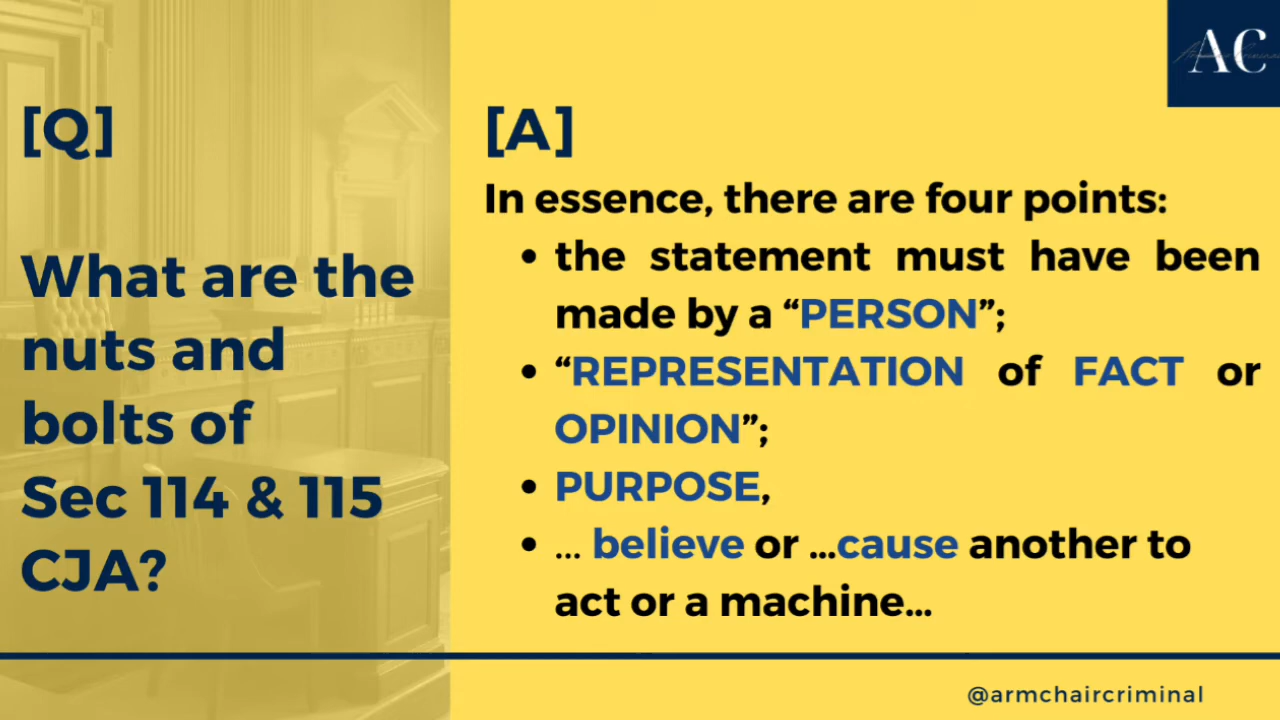 AC
[Q]
What are the
nuts and
bolts of
Sec 114 & 115
CJA?
[A]
In essence, there are four points:
• the statement must have been
made by a “PERSON”;
• “REPRESENTATION of FACT or
OPINION”;
• PURPOSE,
• ... believe or ...cause another to
act or a machine...
@armchaircriminal